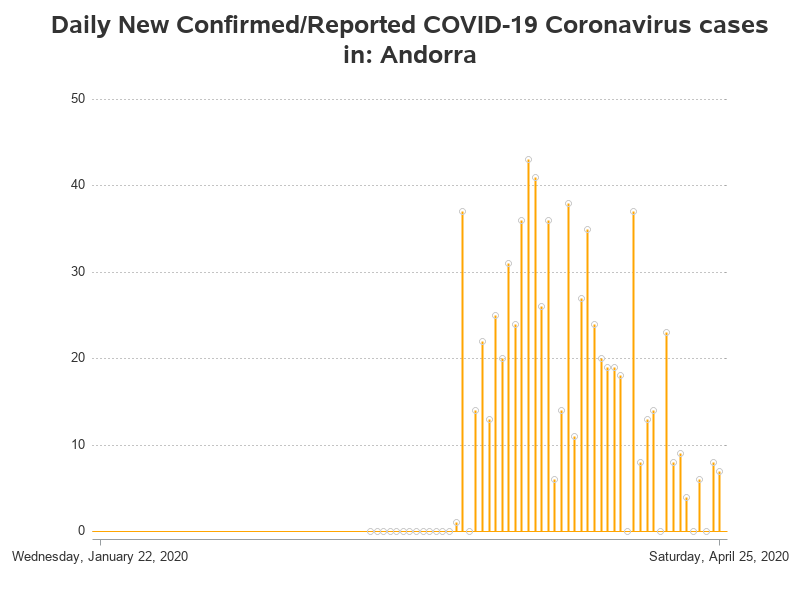 Daily New Confirmed/Reported COVID-19 Coronavirus cases
in: Andorra
50
40
30
20
10
0
Wednesday, January 22, 2020
Saturday, April 25, 2020